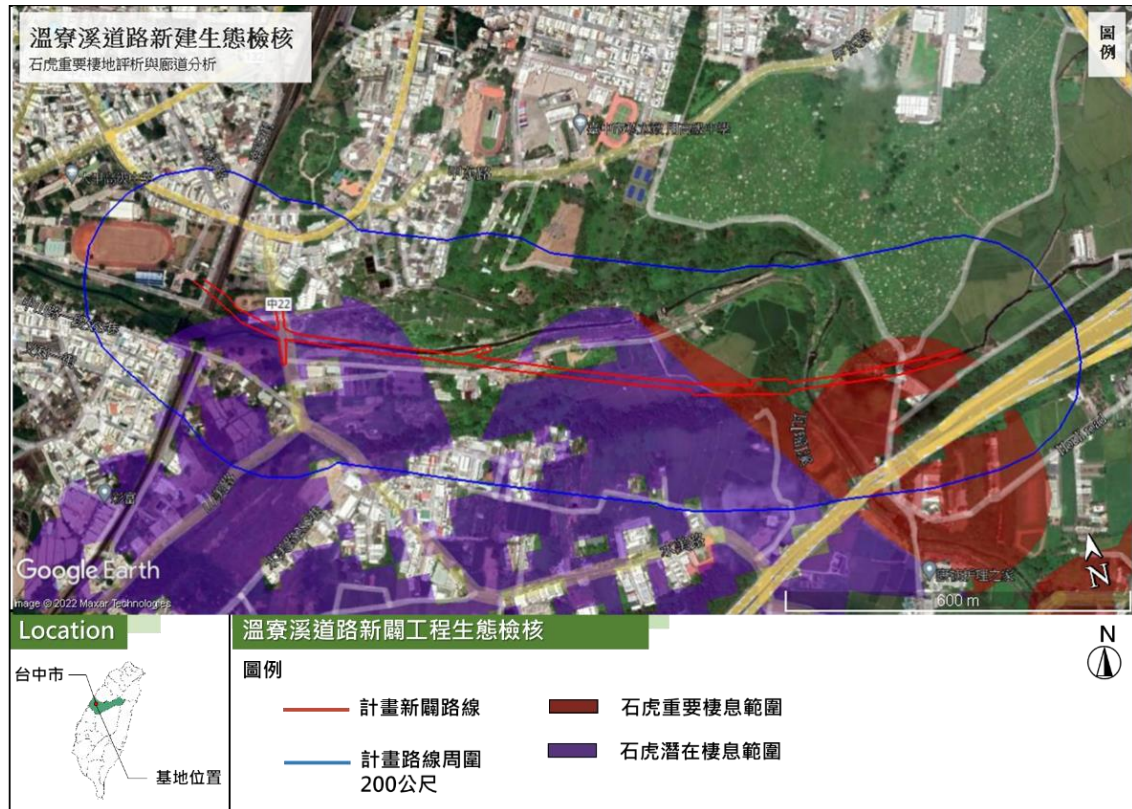 溫寮溪道路新建生態檢核
石虎重要棲地評析與廊道分析
圖例
中22
Google Earth
Image © 2022 Maxar Technologies
N
600 m
Location
台中市
基地位置
溫寮溪道路新闢工程生態檢核
圖例
計畫新闢路線
石虎重要棲息範圍
計畫路線周圍
200公尺
石虎潛在棲息範圍
N